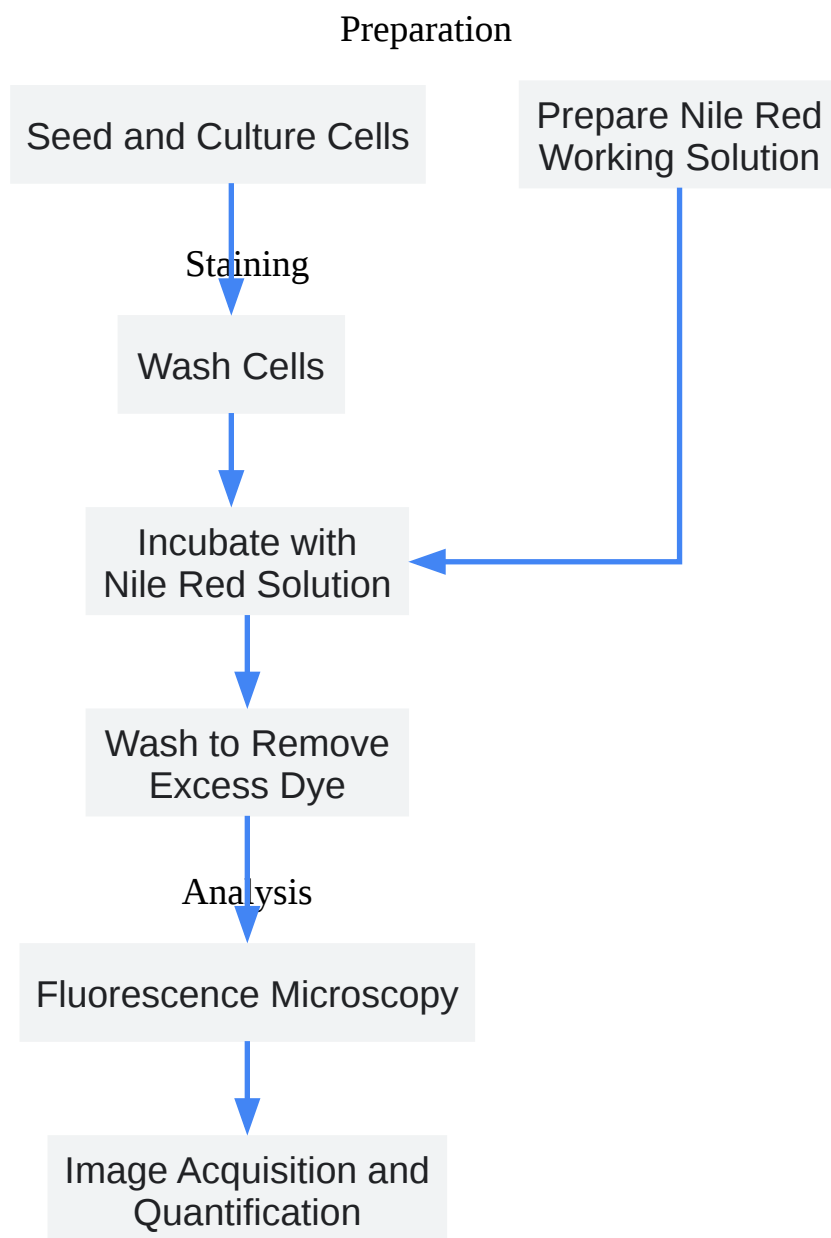 Preparation
Seed and Culture Cells
Prepare Nile Red
Working Solution
Staining
Wash Cells
Incubate with
Nile Red Solution
Wash to Remove
Excess Dye
Analysis
Fluorescence Microscopy
Image Acquisition and
Quantification